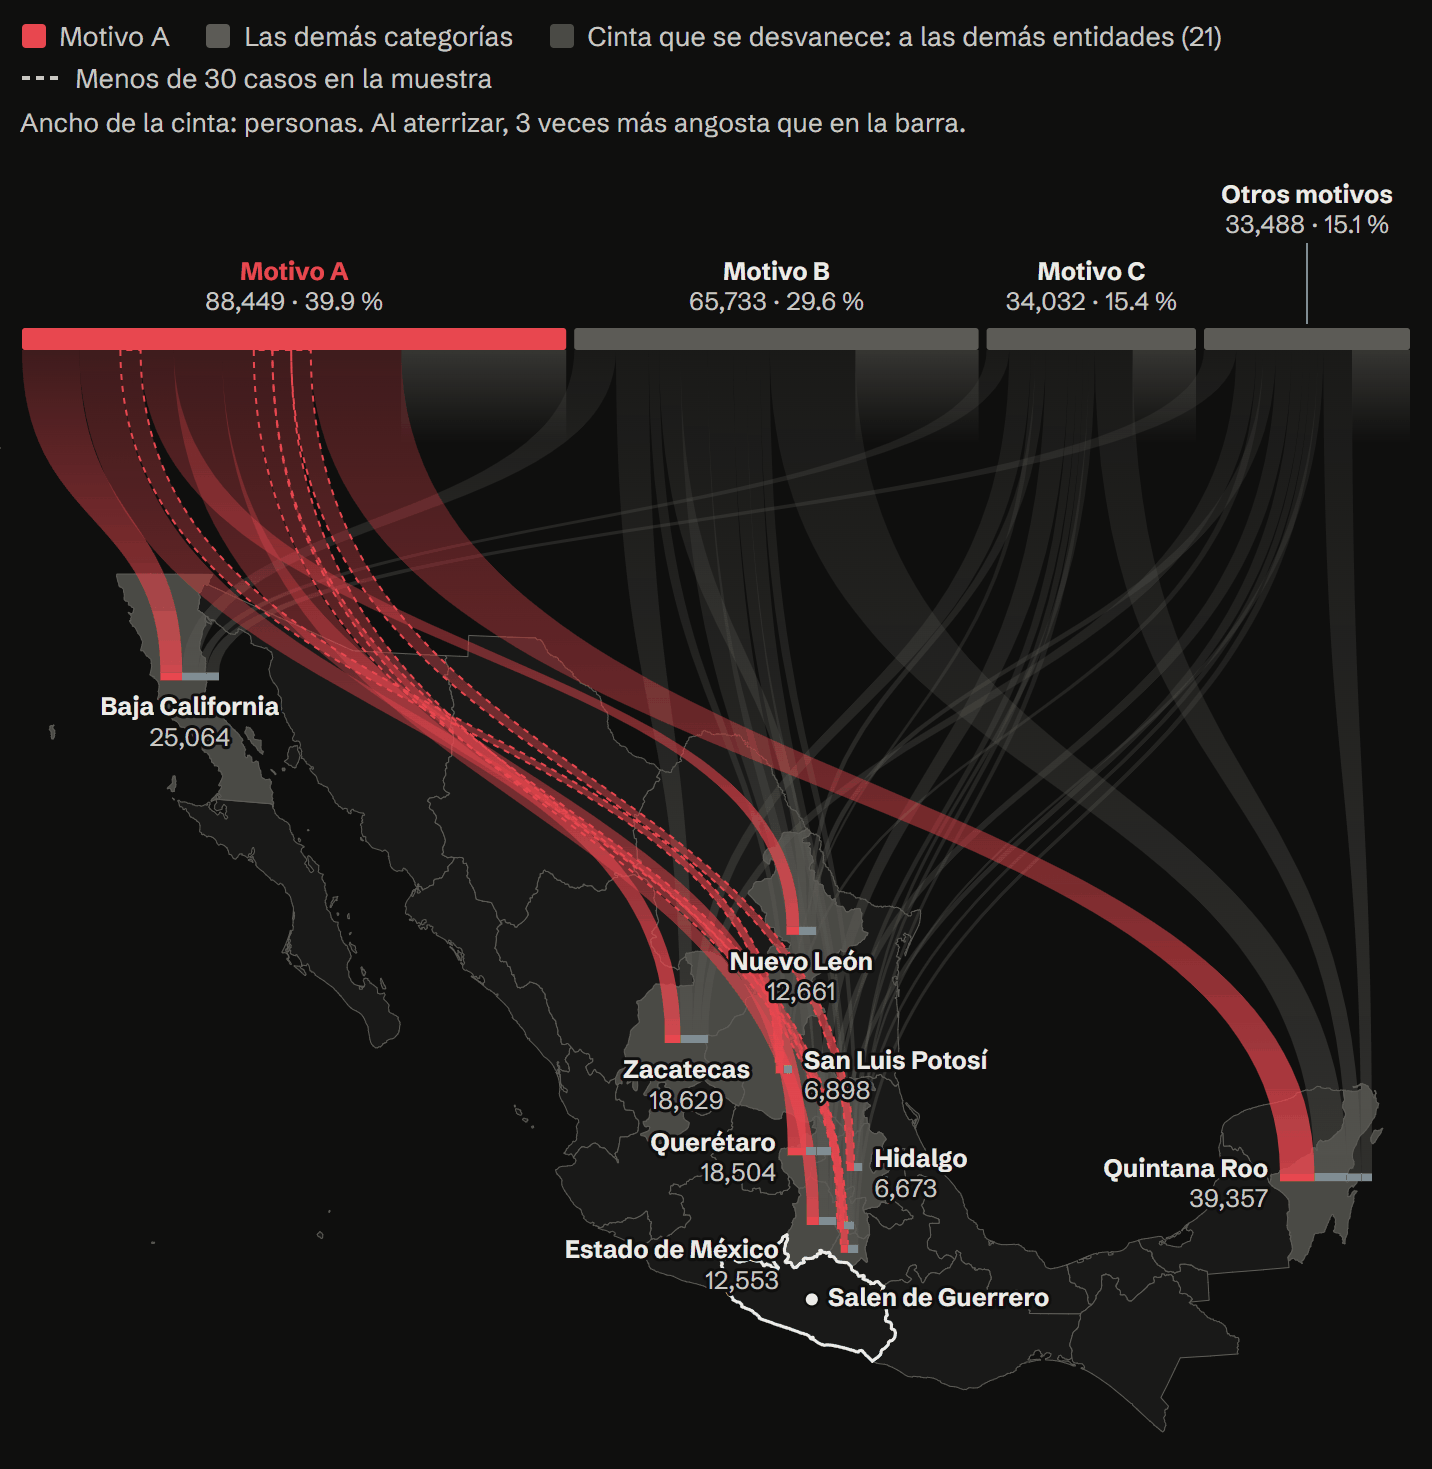 Motivo A
Las demás categorías
Cinta que se desvanece: a las demás entidades (21)
Menos de 30 casos en la muestra
Ancho de la cinta: personas. Al aterrizar, 3 veces más angosta que en la barra.
Otros motivos
33,488 · 15.1 %
Motivo A
88,449 · 39.9 %
Motivo B
65,733 · 29.6 %
Motivo C
34,032 · 15.4 %
Baja California
25,064
Nuevo León
12,661
San Luis Potosí
6,898
Zacatecas
18,629
Querétaro
18,504
Hidalgo
6,673
Quintana Roo
39,357
Estado de México
12,553
Salen de Guerrero